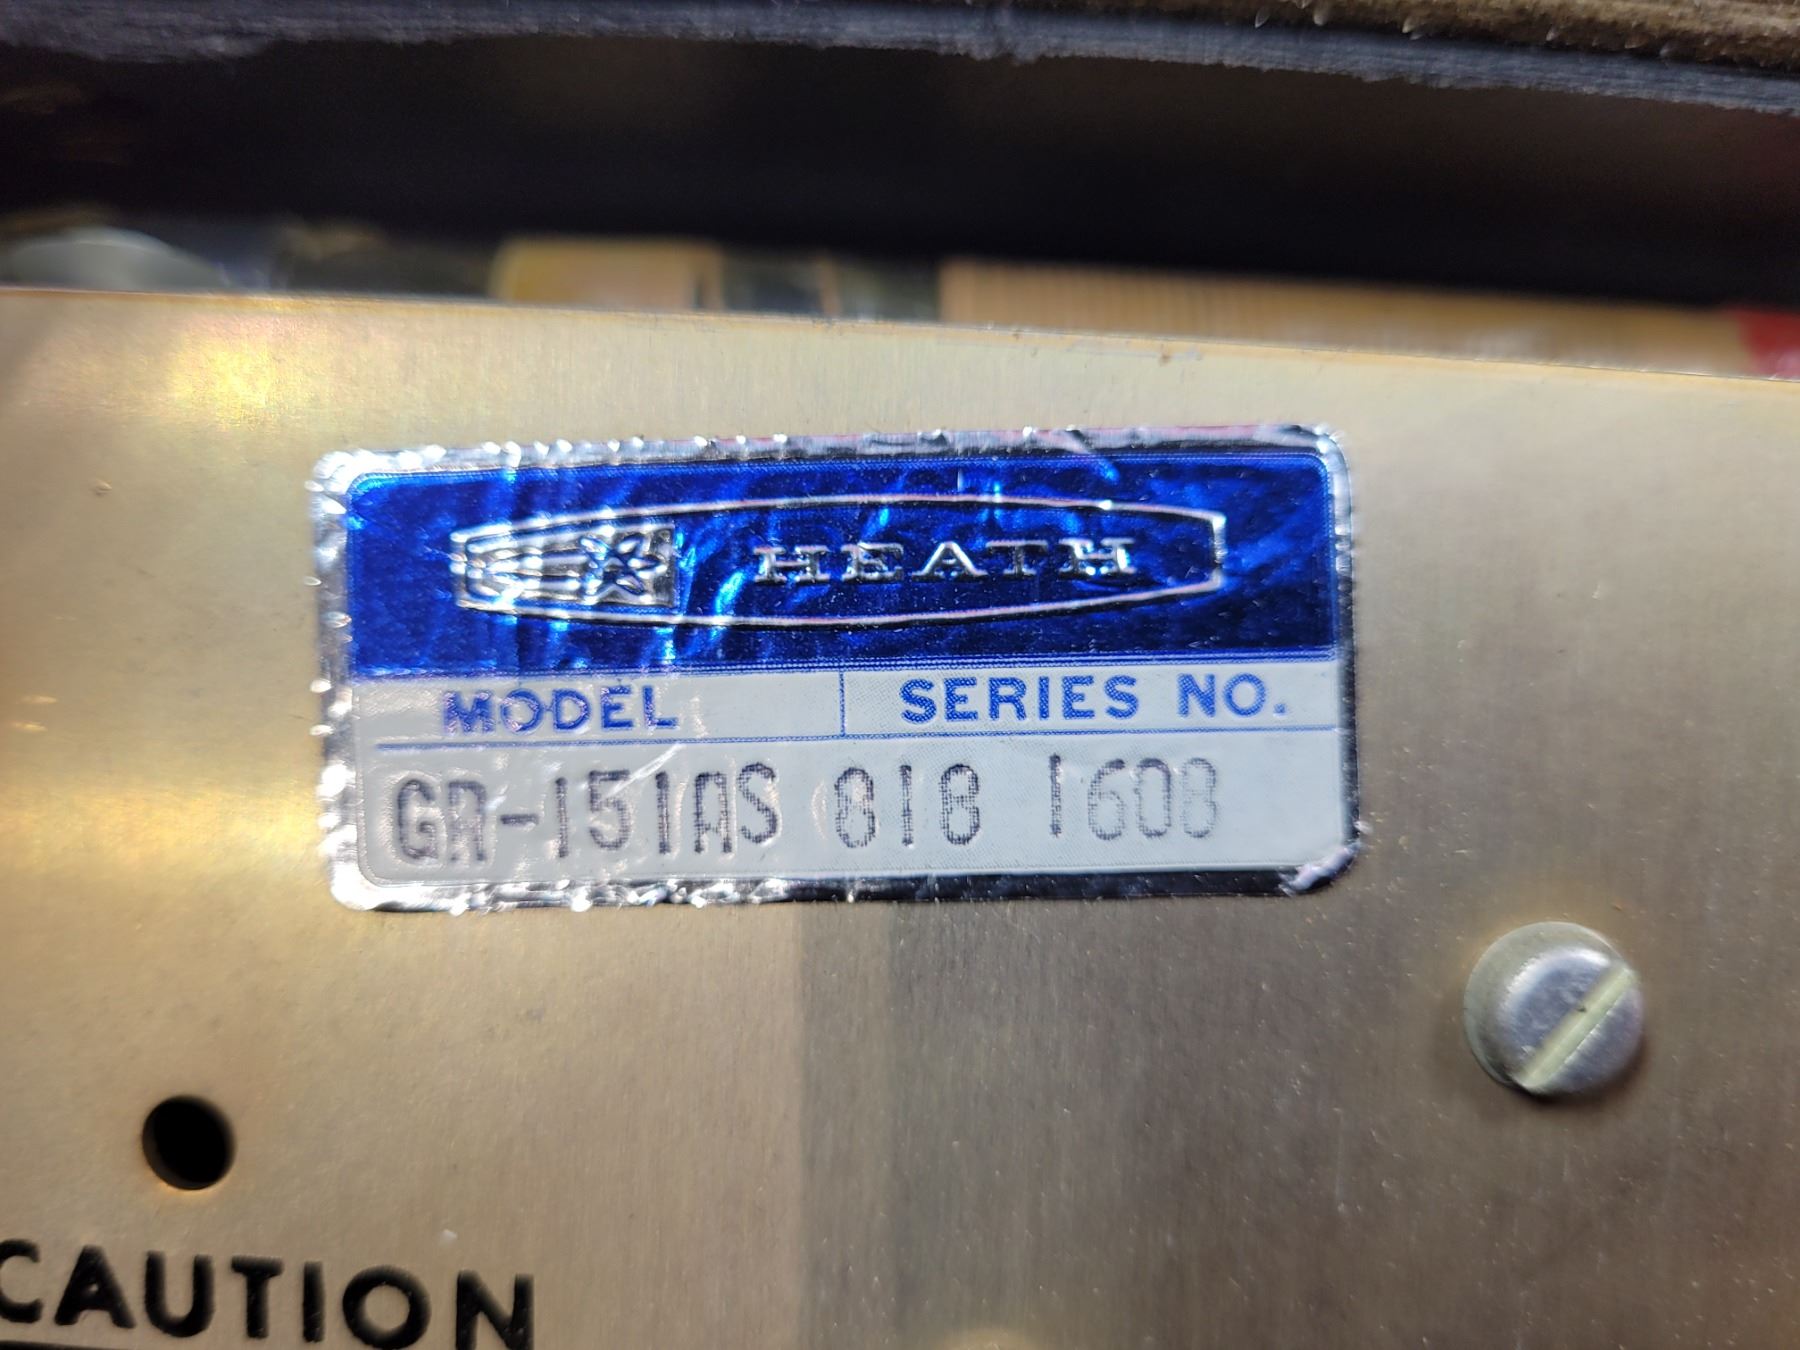 HEATH
MODEL SERIES NO.
GR-151AS 818 1608
CAUTION